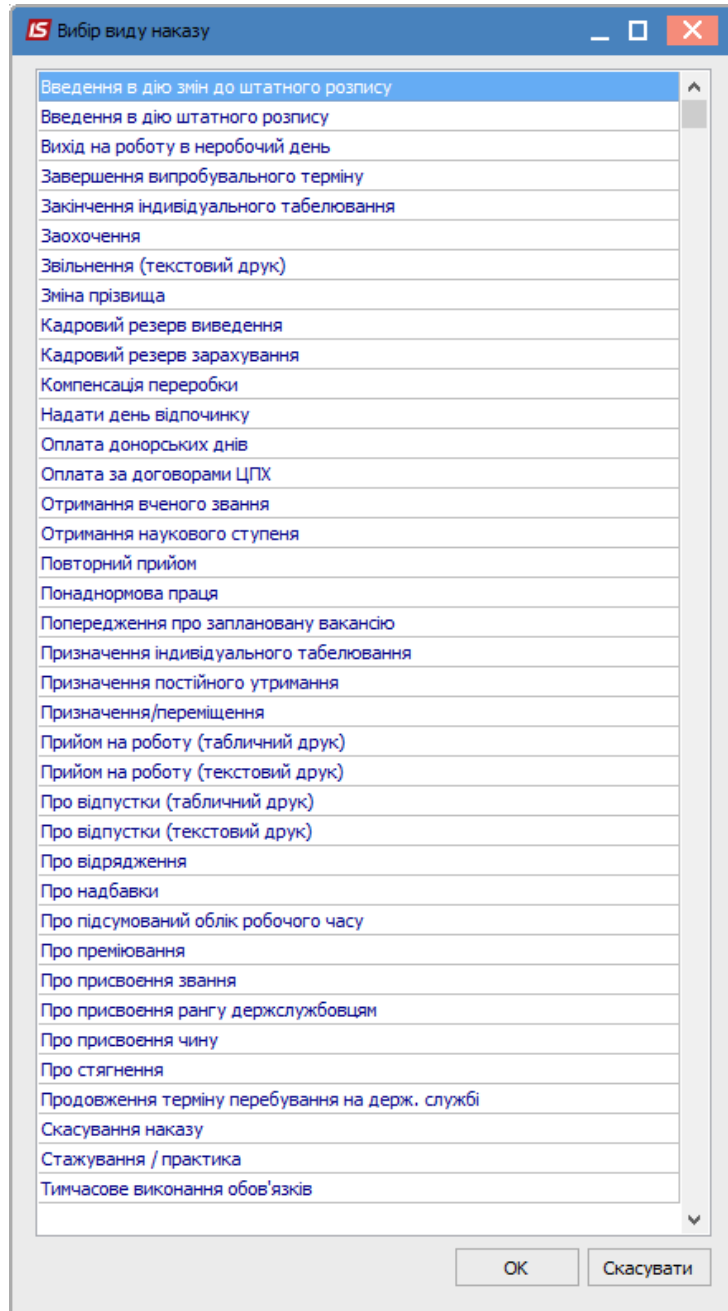 IS Вибір виду наказу
Введення в дію змін до штатного розпису
Введення в дію штатного розпису
Вихід на роботу в неробочий день
Завершення випробувального терміну
Закінчення індивідуального табелювання
Заохочення
Звільнення (текстовий друк)
Зміна прізвища
Кадровий резерв виведення
Кадровий резерв зарахування
Компенсація переробки
Надати день відпочинку
Оплата донорських днів
Оплата за договорами ЦПХ
Отримання вченого звання
Отримання наукового ступеня
Повторний прийом
Понаднормова праця
Попередження про заплановану вакансію
Призначення індивідуального табелювання
Призначення постійного утримання
Призначення/переміщення
Прийом на роботу (табличний друк)
Прийом на роботу (текстовий друк)
Про відпустки (табличний друк)
Про відпустки (текстовий друк)
Про відрядження
Про надбавки
Про підсумований облік робочого часу
Про преміювання
Про присвоєння звання
Про присвоєння рангу держслужбовцям
Про присвоєння чину
Про стягнення
Продовження терміну перебування на держ. службі
Скасування наказу
Стажування / практика
Тимчасове виконання обов'язків
OK Скасувати